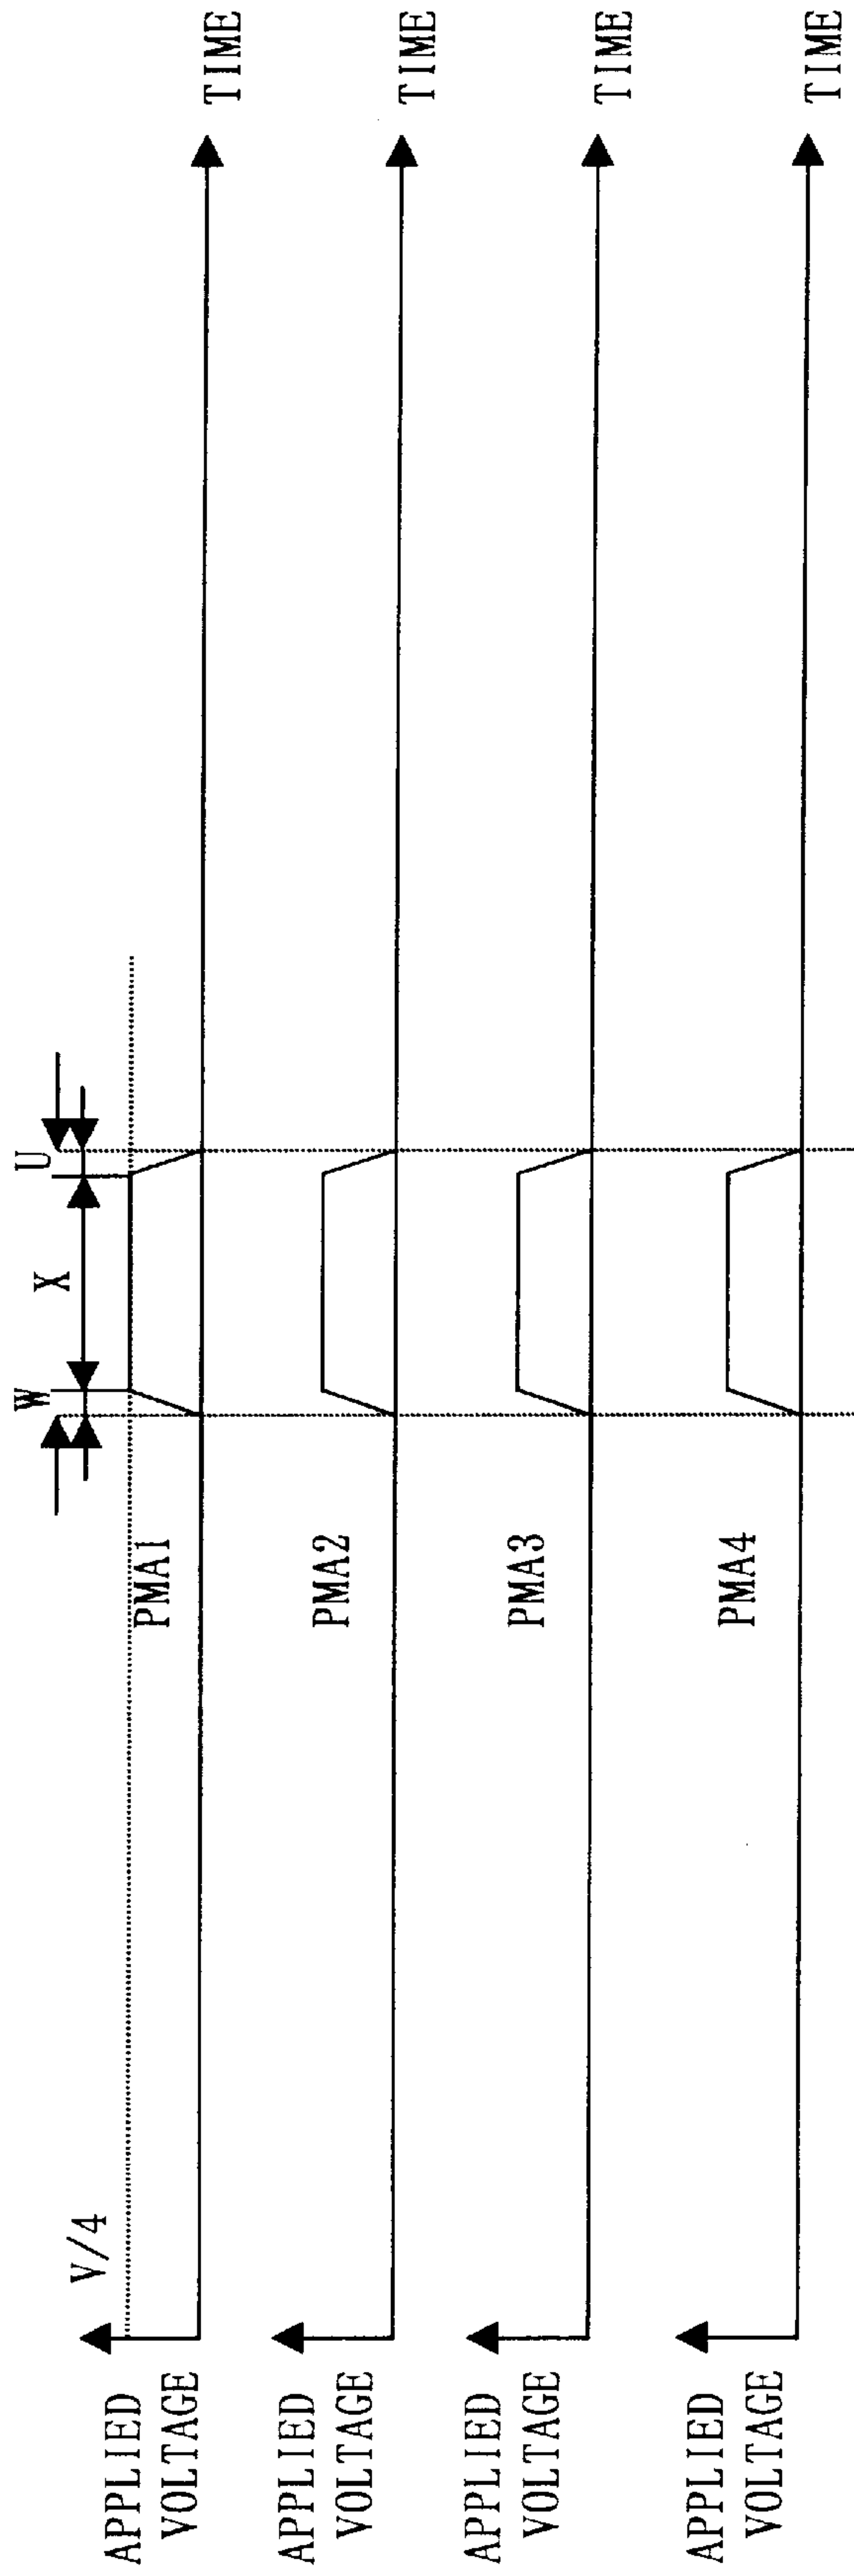 W
X
U
V/4
APPLIED
VOLTAGE
PMA1
TIME
APPLIED
VOLTAGE
PMA2
TIME
APPLIED
VOLTAGE
PMA3
TIME
APPLIED
VOLTAGE
PMA4
TIME